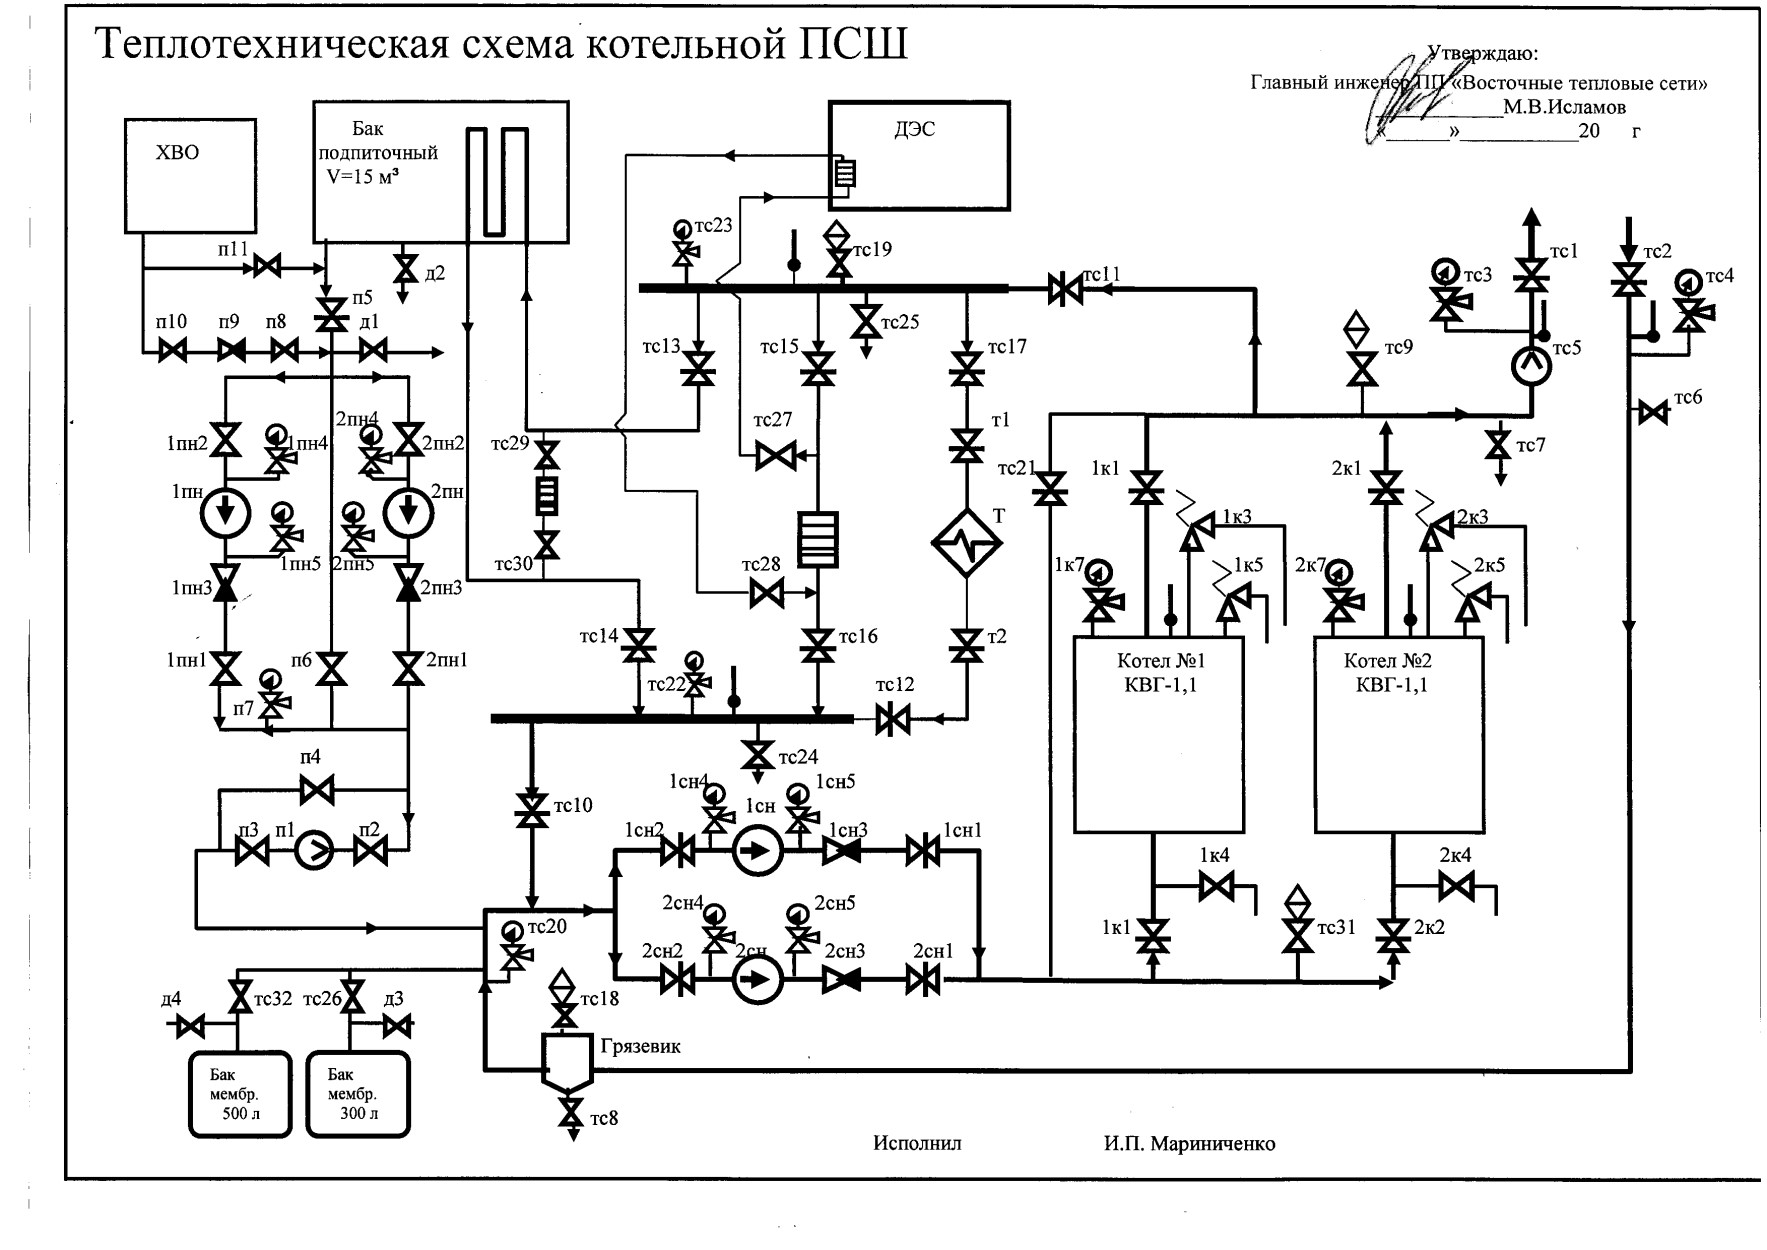 Теплотехническая схема котельной ПСШ
Утверждаю:
Главный инженер ПП «Восточные тепловые сети»
____________М.В.Исламов
«______»___________20 г
ХВО
Бак
подпиточный
V=15 м³
ДЭС
п11
д2
п5
п10
п9
п8
д1
тс23
тс19
тс11
тс25
тс1
тс2
тс3
тс4
тс13
тс15
тс17
тс9
тс5
тс6
1пн2
1пн4
2пн4
2пн2
тс29
тс27
т1
тс21
1к1
2к1
тс7
1пн
2пн
Т
1к3
2к3
1пн5
2пн5
тс30
тс28
1к7
1к5
2к7
2к5
1пн3
2пн3
тс14
тс16
т2
1пн1
п6
2пн1
п7
тс22
тс12
Котел №1
КВГ-1,1
Котел №2
КВГ-1,1
п4
тс24
тс10
1сн4
1сн5
1сн
п3
п1
п2
1сн2
1сн3
1сн1
1к4
2к4
2сн4
2сн5
тс20
2сн2
2сн
2сн3
2сн1
1к1
тс31
2к2
д4
тс32
тс26
д3
тс18
Грязевик
Бак
мембр.
500 л
Бак
мембр.
300 л
тс8
Исполнил И.П. Мариниченко